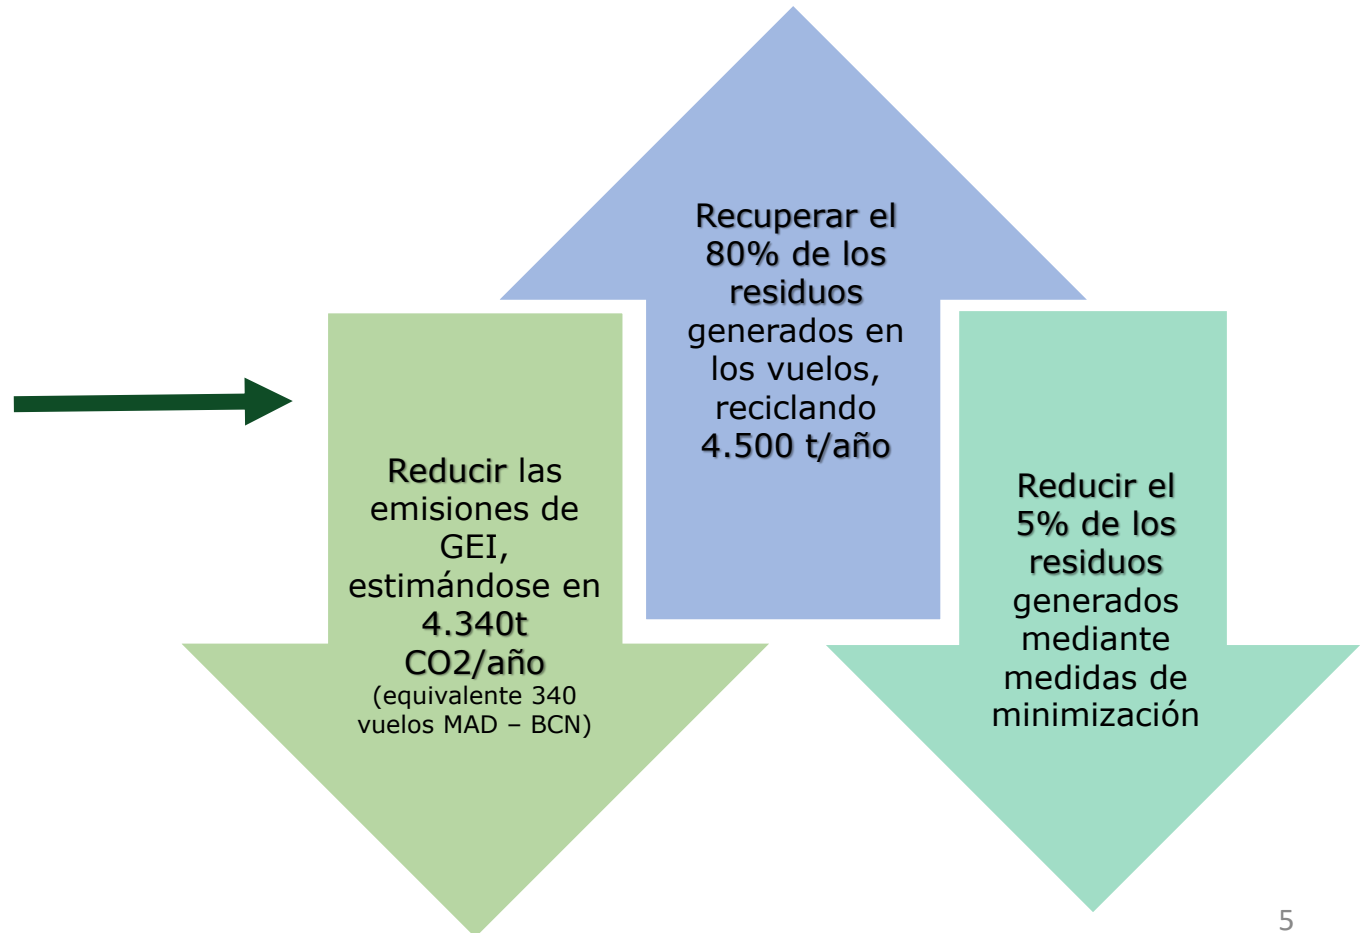 Reducir las
emisiones de
GEI,
estimándose en
4.340t
CO2/año
(equivalente 340
vuelos MAD – BCN)
Recuperar el
80% de los
residuos
generados en
los vuelos,
reciclando
4.500 t/año
Reducir el
5% de los
residuos
generados
mediante
medidas de
minimización
5